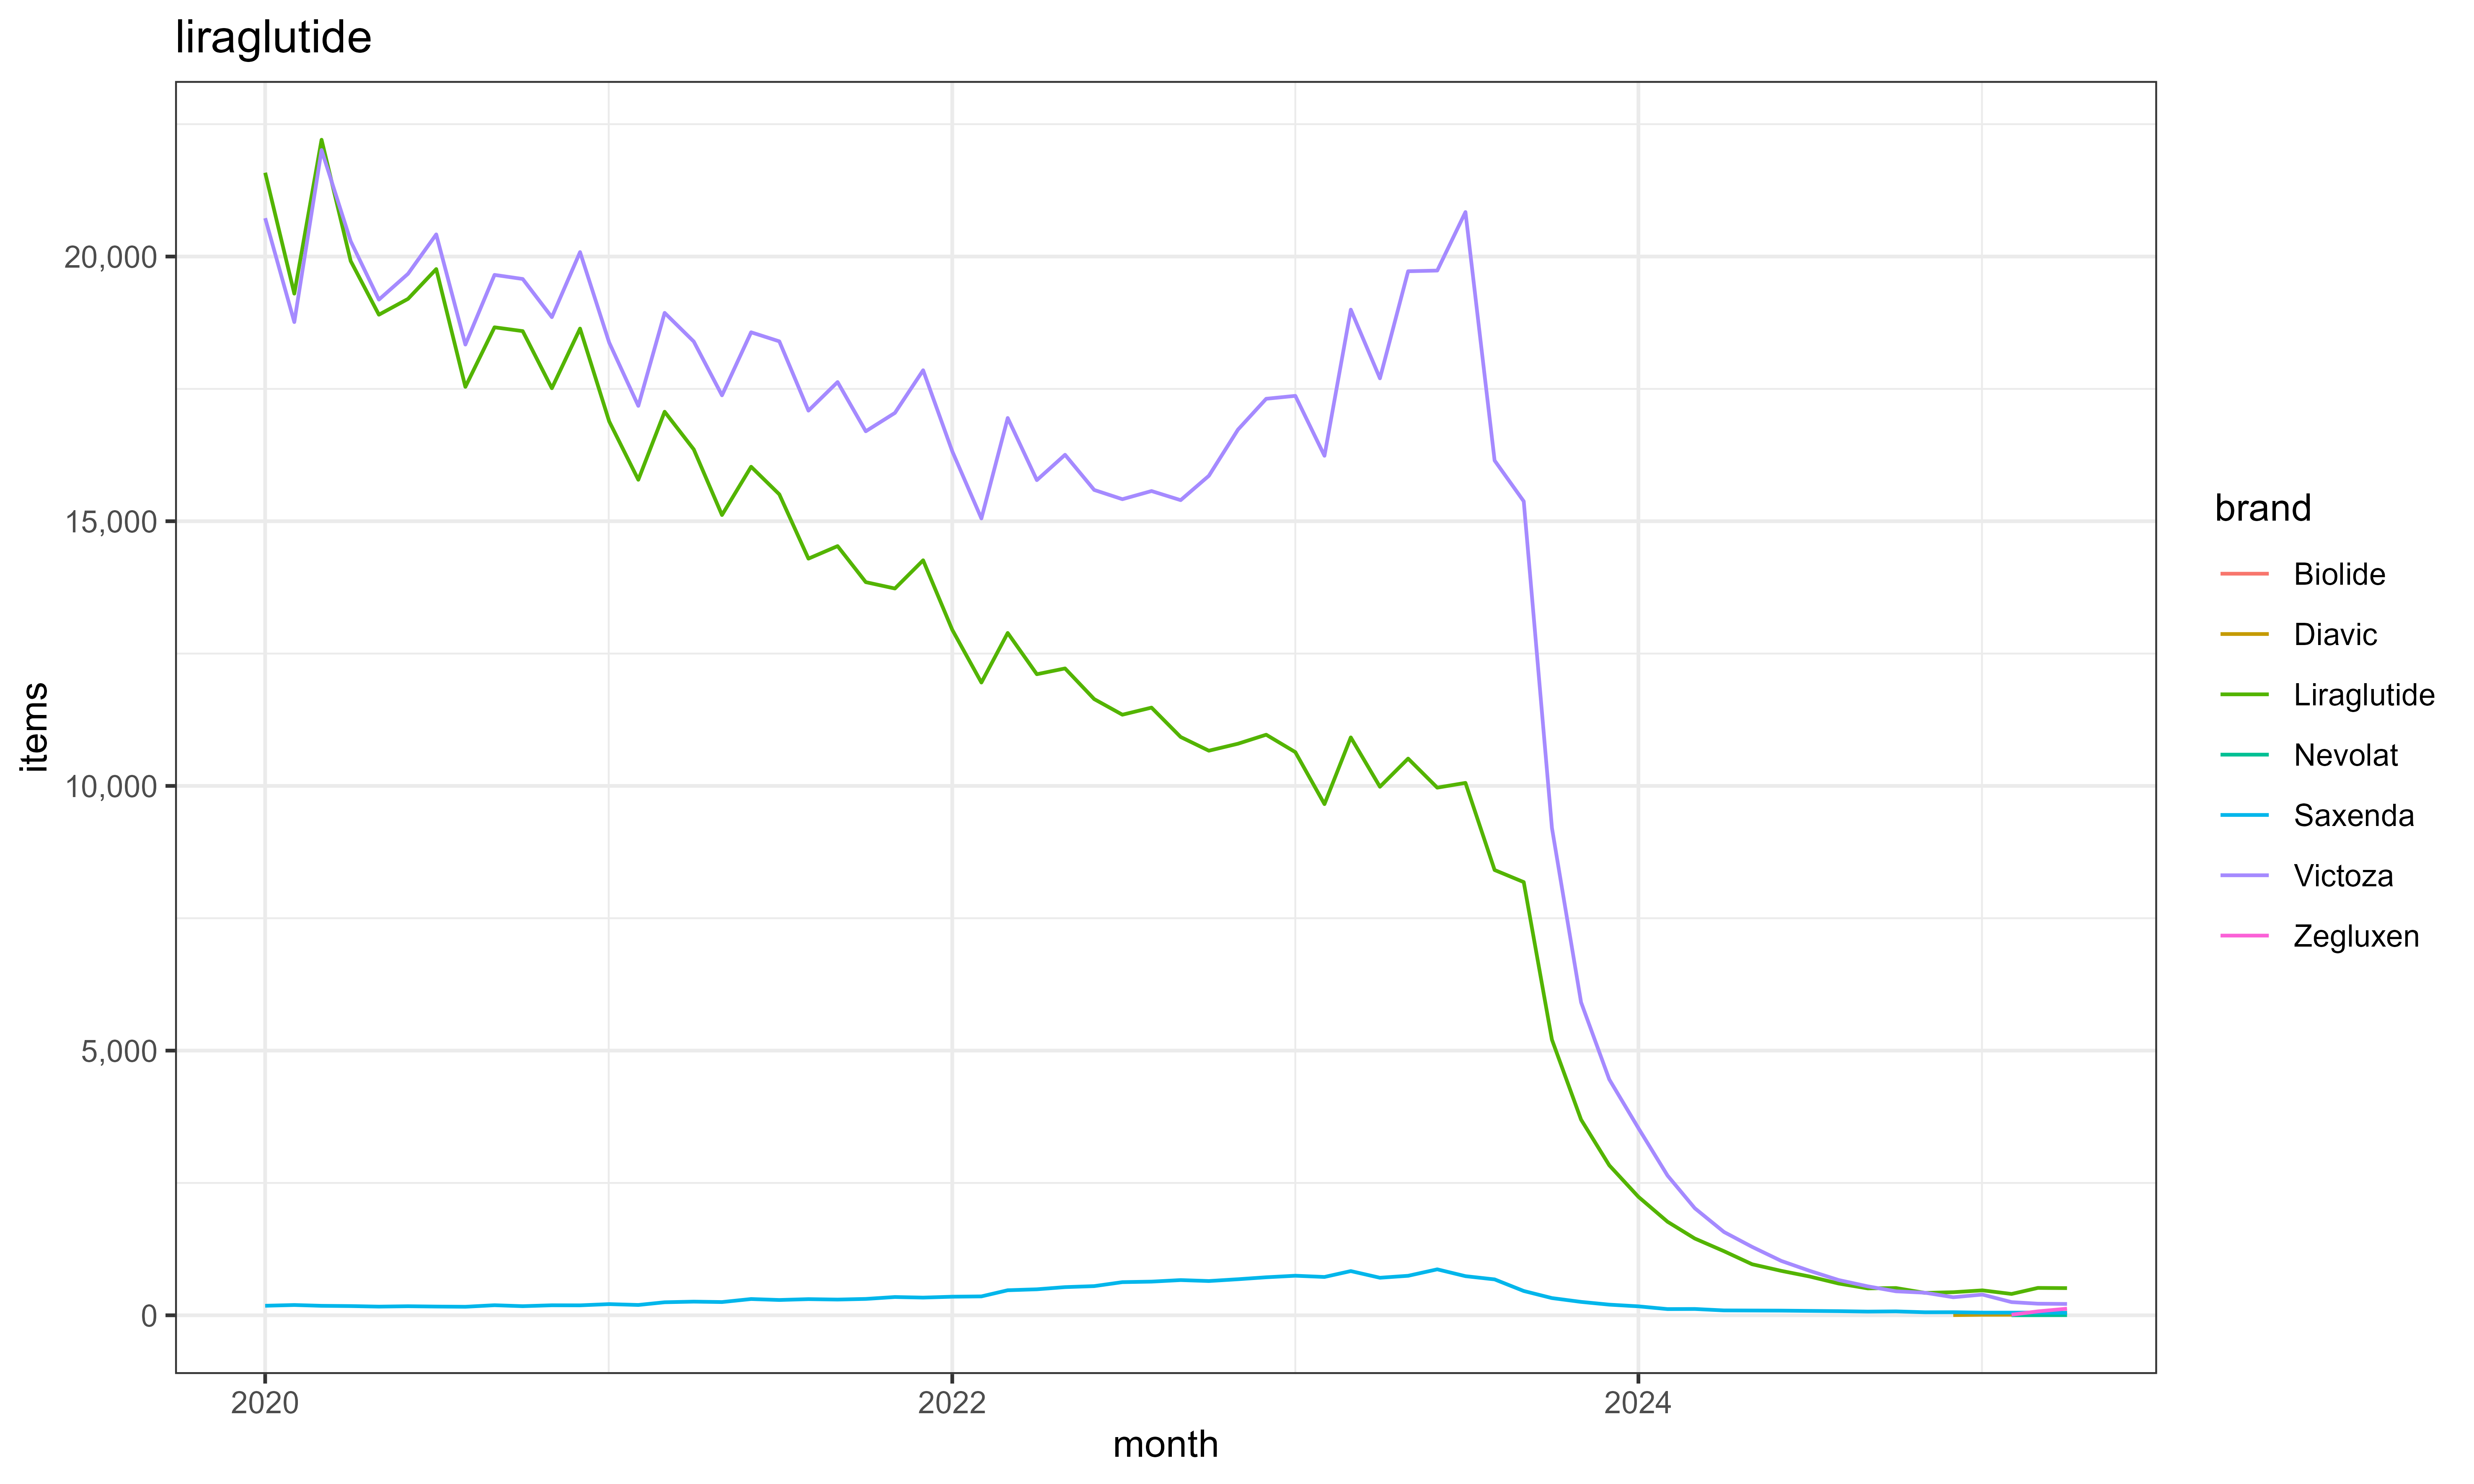 liraglutide
20,000
15,000
10,000
5,000
0
items
2020
2022
2024
month
brand
Biolide
Diavic
Liraglutide
Nevolat
Saxenda
Victoza
Zegluxen